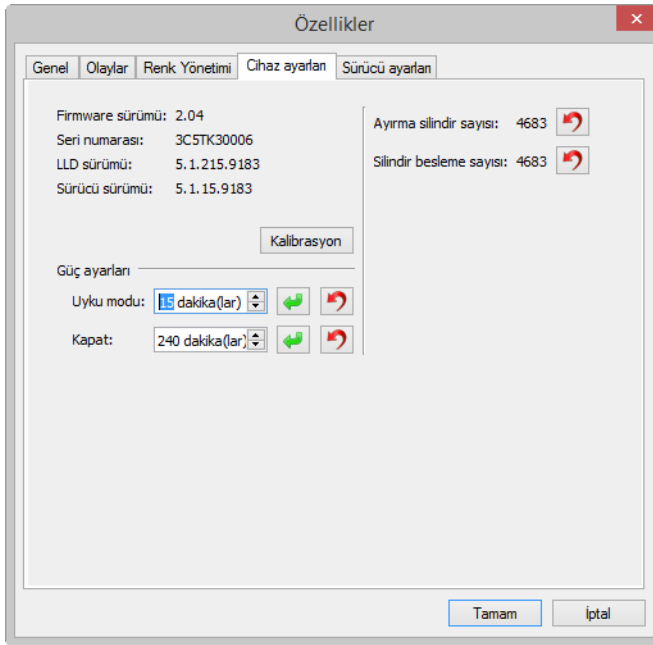 Özellikler
Genel Olaylar Renk Yönetimi Cihaz ayarları Sürücü ayarları
Firmware sürümü: 2.04
Seri numarası: 3C5TK30006
LLD sürümü: 5.1.215.9183
Sürücü sürümü: 5.1.15.9183
Kalibrasyon
Güç ayarları
Uyku modu: 15 dakika(lar)
Kapat: 240 dakika(lar)
Ayırma silindir sayısı: 4683
Silindir besleme sayısı: 4683
Tamam İptal